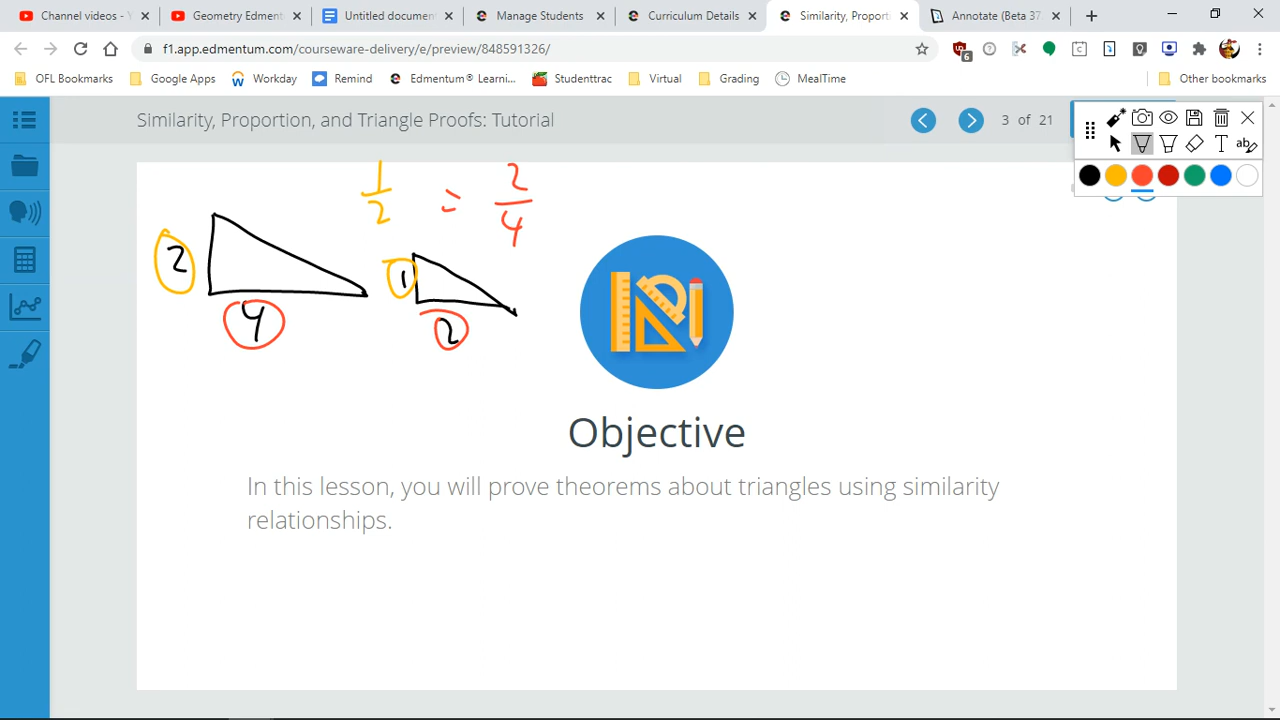 Channel videos - Y
Geometry Edment
Untitled documen
Manage Students
Curriculum Details
Similarity, Proport
Annotate (Beta 37
f1.app.edmentum.com/courseware-delivery/e/preview/848591326/
6
OFL Bookmarks
Google Apps
Workday
Remind
Edmentum® Learni...
Studenttrac
Virtual
Grading
MealTime
Other bookmarks
Similarity, Proportion, and Triangle Proofs: Tutorial
3 of 21
T
ab
1
2
=
2
4
2
4
1
2
Objective
In this lesson, you will prove theorems about triangles using similarity
relationships.